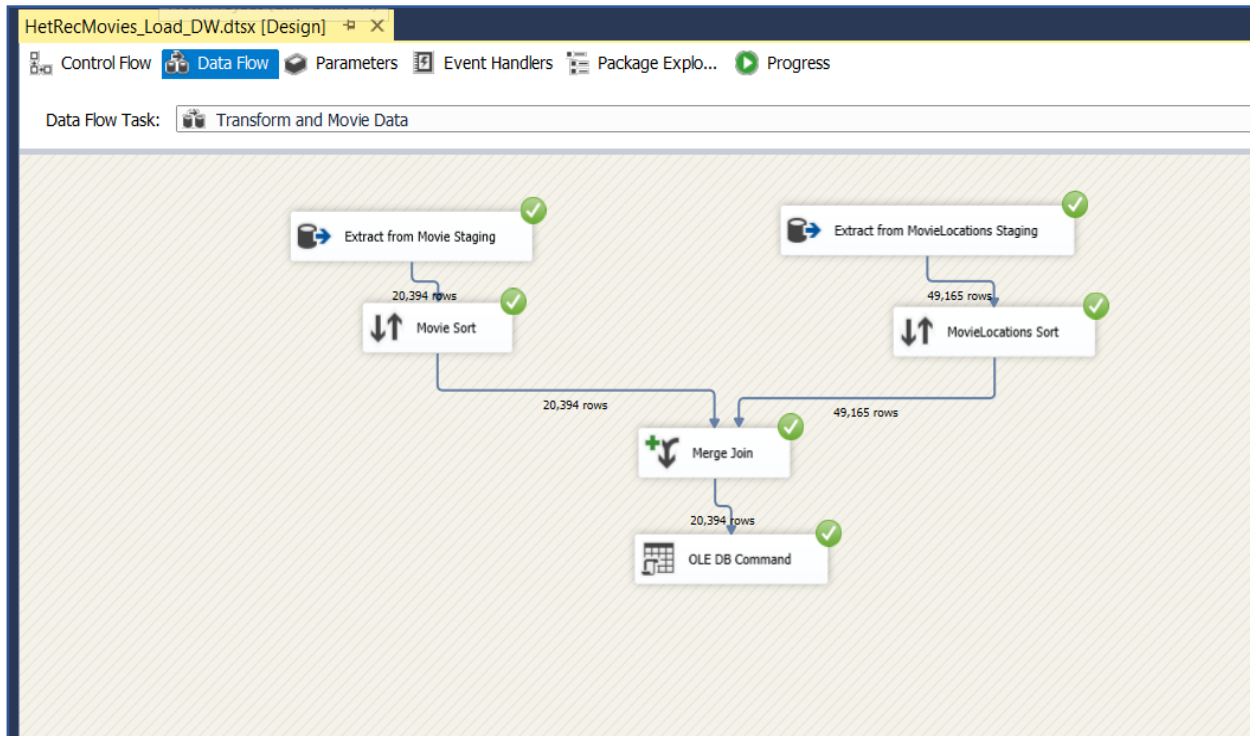 HetRecMovies_Load_DW.dtsx [Design]
Control Flow Data Flow Parameters Event Handlers Package Explo... Progress
Data Flow Task: Transform and Movie Data
Extract from Movie Staging
Extract from MovieLocations Staging
20,394 rows
49,165 rows
Movie Sort
MovieLocations Sort
20,394 rows
49,165 rows
Merge Join
20,394 rows
OLE DB Command